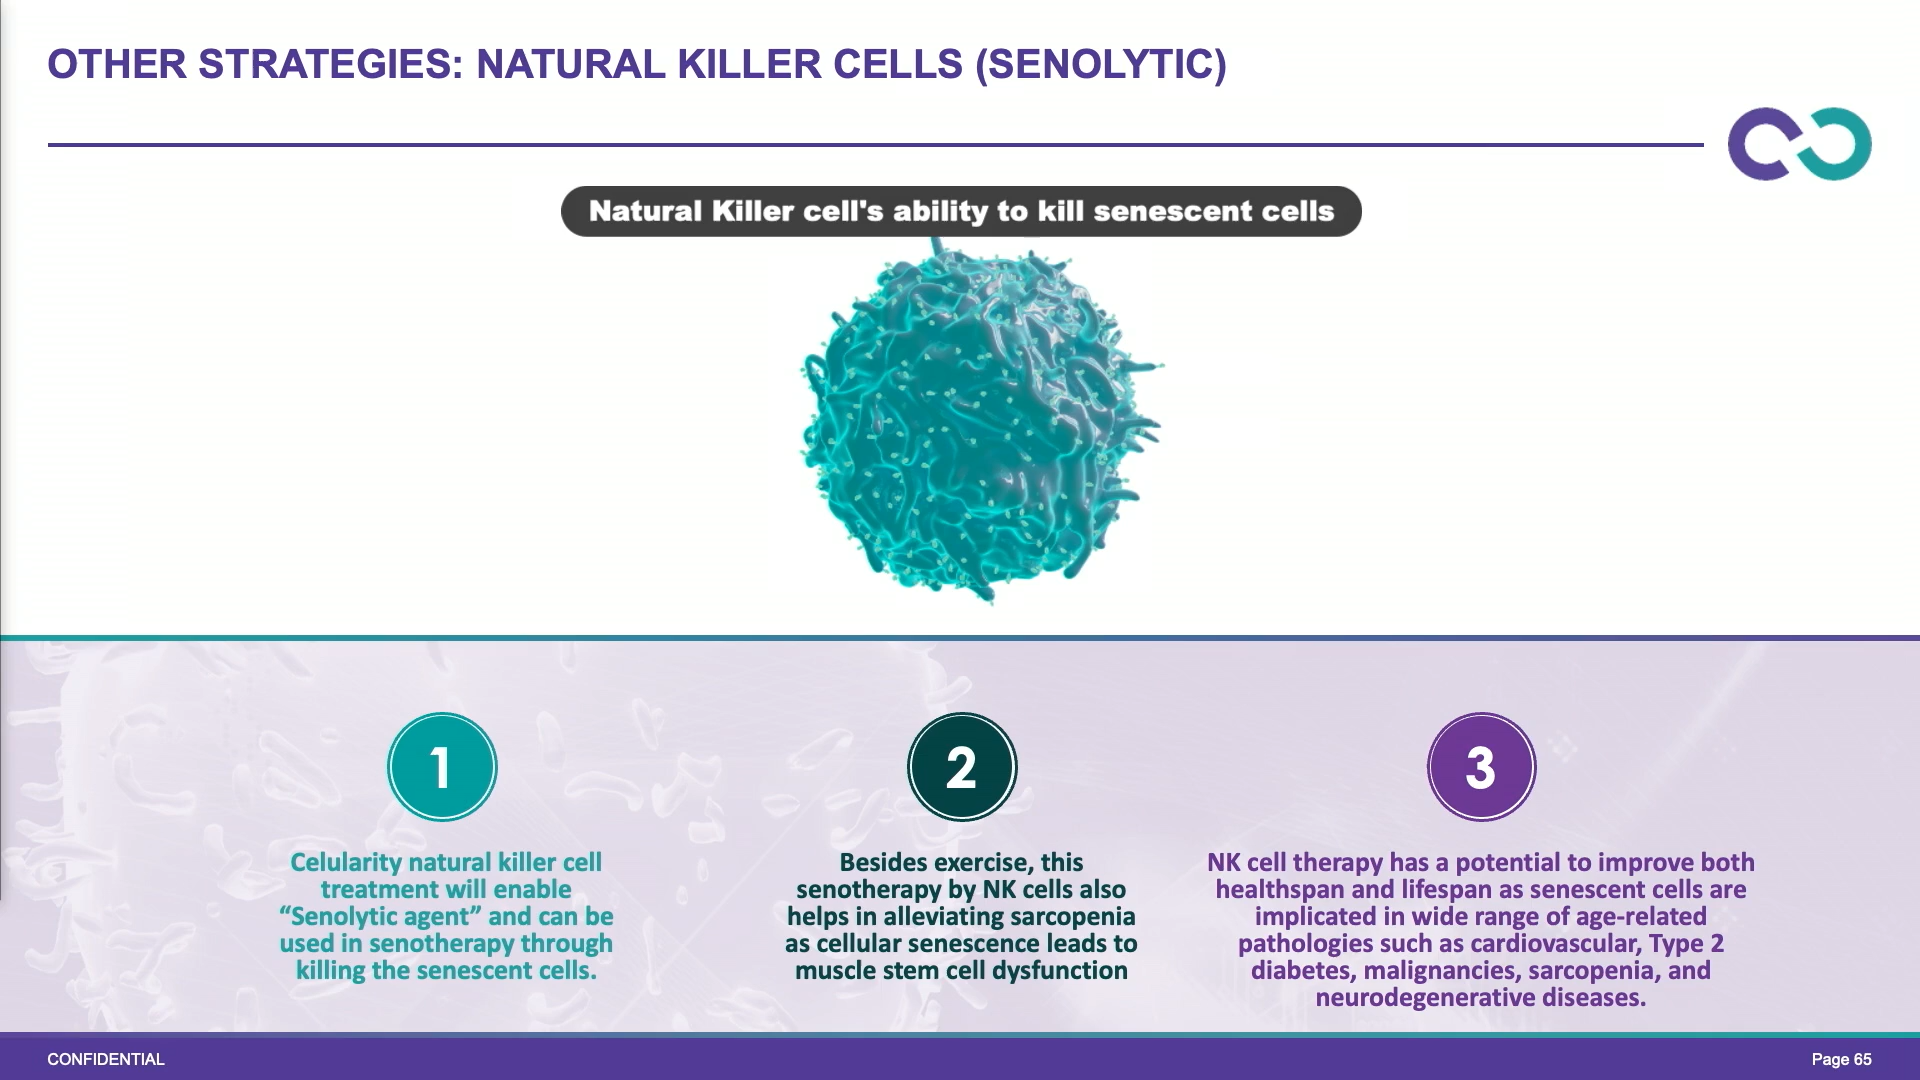 OTHER STRATEGIES: NATURAL KILLER CELLS (SENOLYTIC)
Natural Killer cell's ability to kill senescent cells
1
Celularity natural killer cell
treatment will enable
“Senolytic agent” and can be
used in senotherapy through
killing the senescent cells.
2
Besides exercise, this
senotherapy by NK cells also
helps in alleviating sarcopenia
as cellular senescence leads to
muscle stem cell dysfunction
3
NK cell therapy has a potential to improve both
healthspan and lifespan as senescent cells are
implicated in wide range of age-related
pathologies such as cardiovascular, Type 2
diabetes, malignancies, sarcopenia, and
neurodegenerative diseases.
CONFIDENTIAL
Page 65